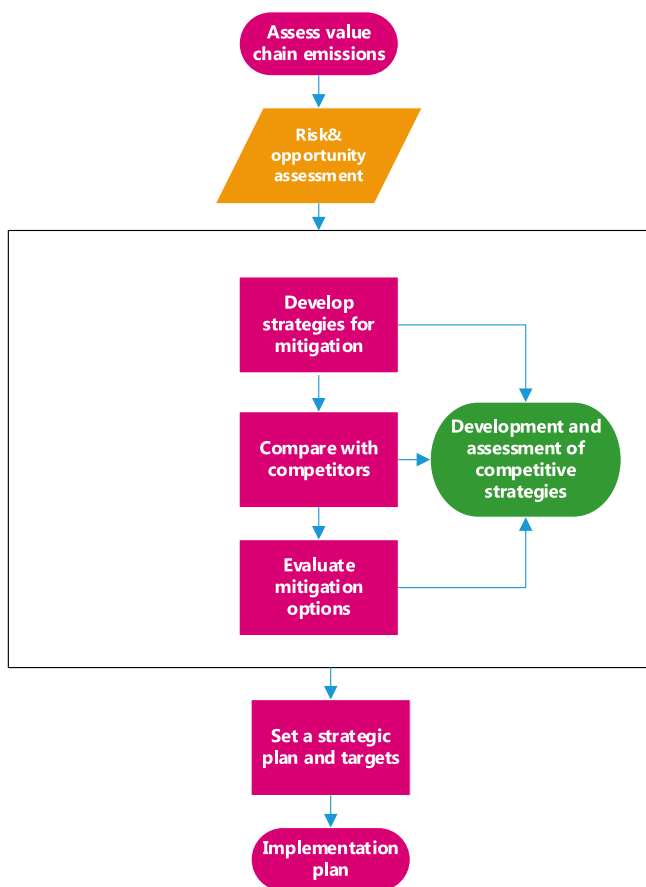 Assess value
chain emissions
Risk&
opportunity
assessment
Develop
strategies for
mitigation
Compare with
competitors
Development and
assessment of
competitive
strategies
Evaluate
mitigation
options
Set a strategic
plan and targets
Implementation
plan